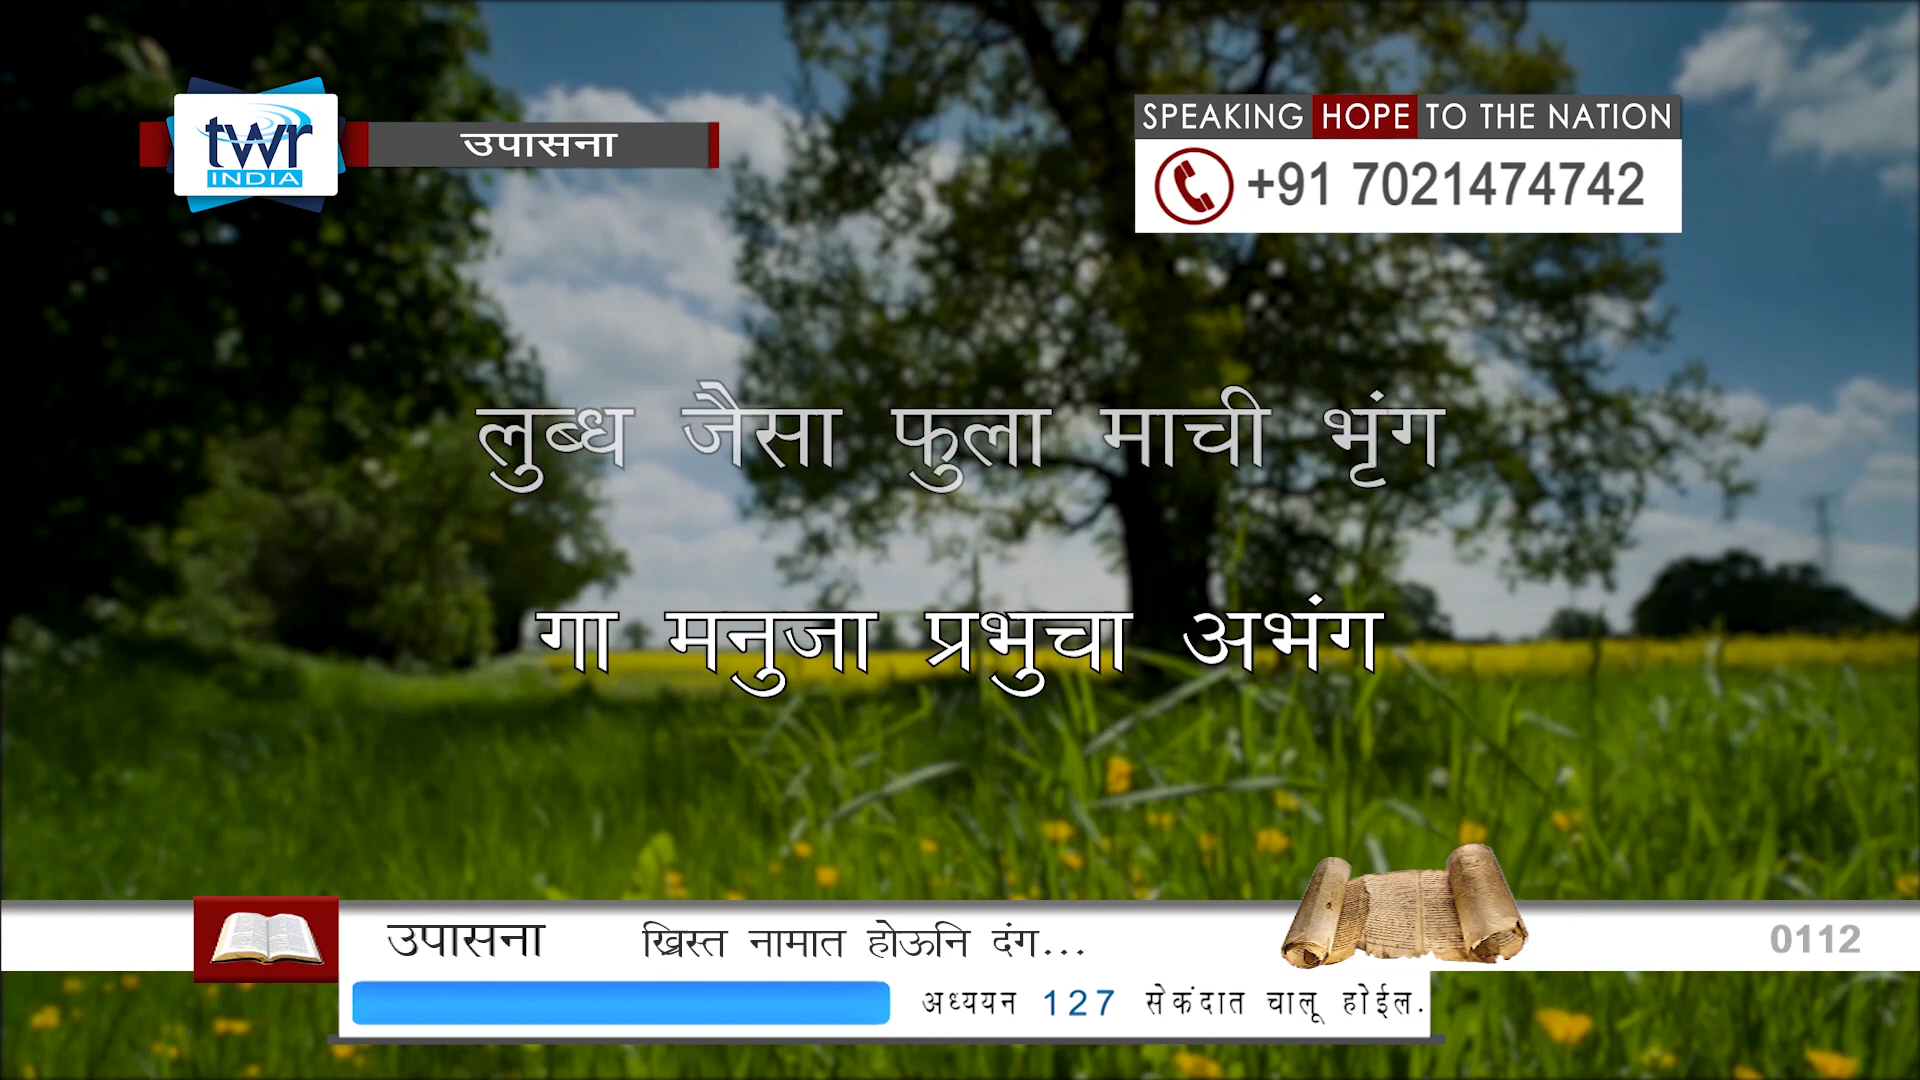 twr
INDIA
उपासना
SPEAKING HOPE TO THE NATION
+91 7021474742
लुब्ध जैसा फुला माची भृंग
गा मनुजा प्रभुचा अभंग
उपासना ख्रिस्त नामात होऊनि दंग...
0112
अध्ययन 127 सेकंदात चालू होईल.